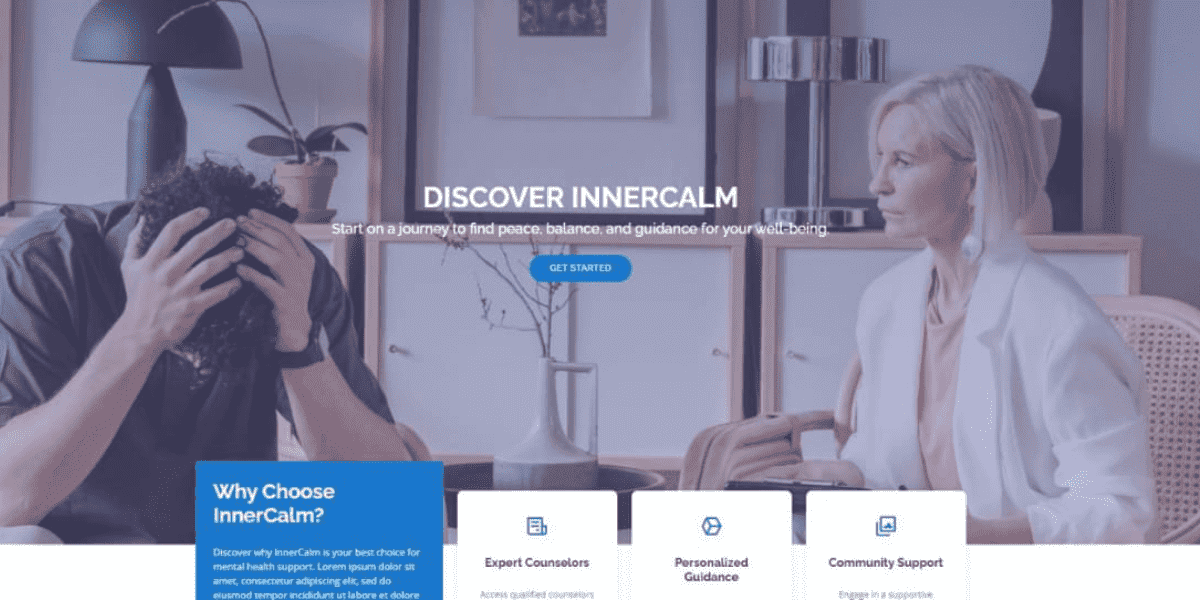 DISCOVER INNERCALM
Start on a journey to find peace, balance, and guidance for your well-being.
GET STARTED
Why Choose
InnerCalm?
Discover why InnerCalm is your best choice for
mental health support. Lorem ipsum dolor sit
amet, consectetur adipiscing elit, sed do
eiusmod tempor incididunt ut labore et dolore
Expert Counselors
Access qualified counselors
Personalized
Guidance
Community Support
Engage in a supportive